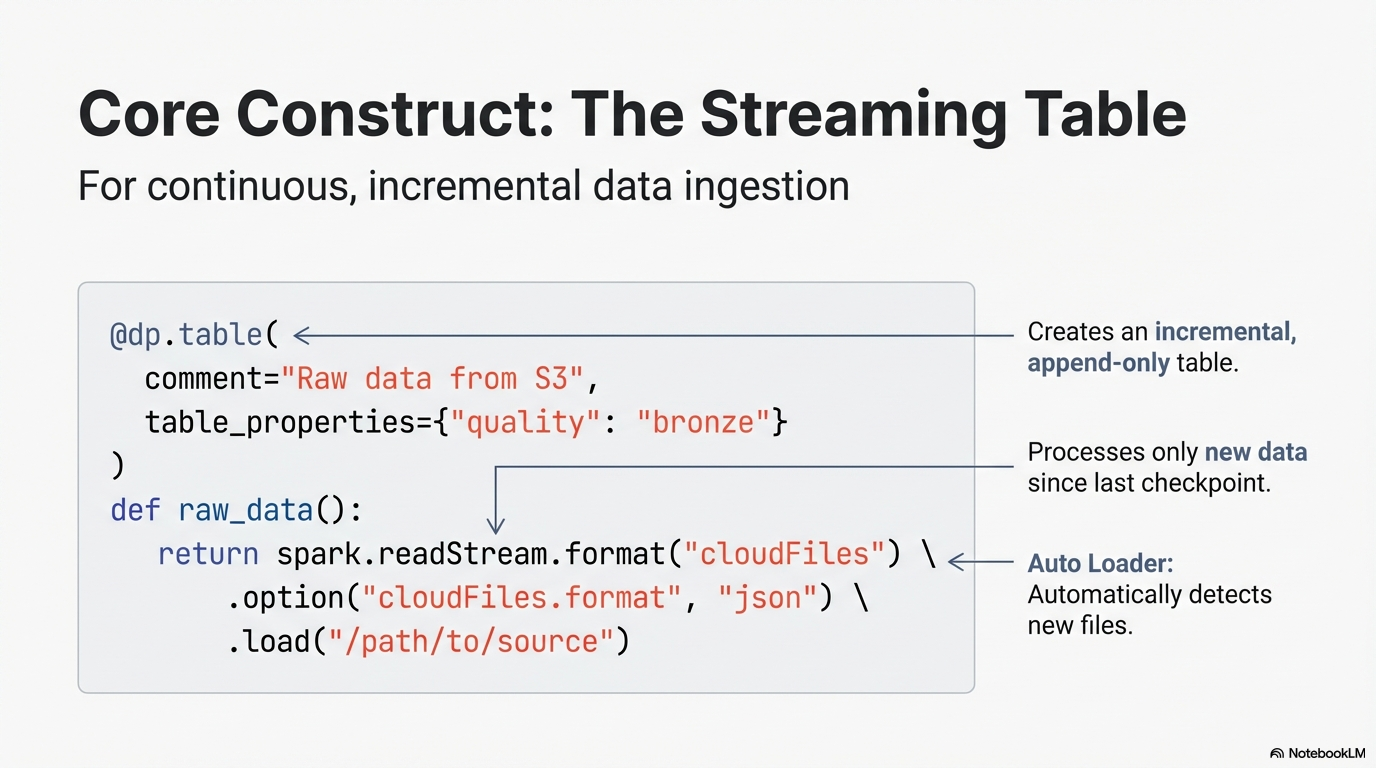 Core Construct: The Streaming Table
For continuous, incremental data ingestion
@dp.table(
  comment="Raw data from S3",
  table_properties={"quality": "bronze"}
)
def raw_data():
   return spark.readStream.format("cloudFiles") \
       .option("cloudFiles.format", "json") \
       .load("/path/to/source")
Creates an incremental,
append-only table.
Processes only new data
since last checkpoint.
Auto Loader:
Automatically detects
new files.
NotebookLM